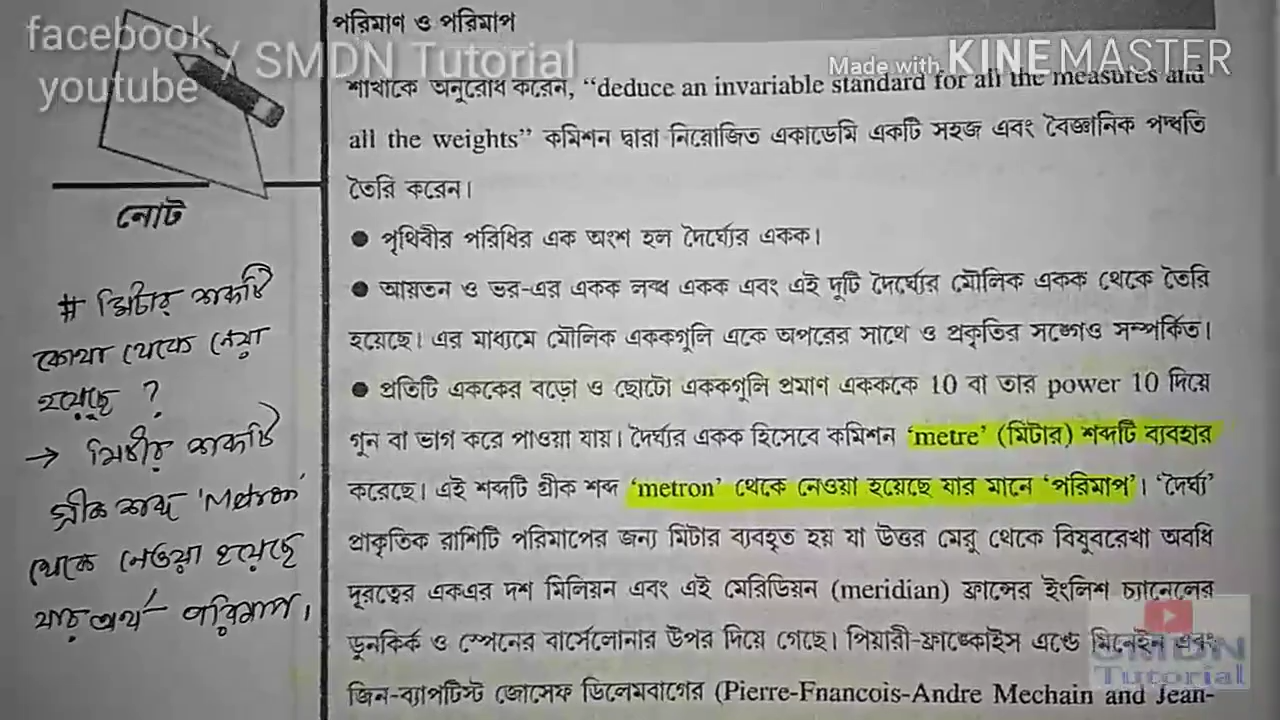 facebook / SMDN Tutorial
youtube
Made with KINEMASTER
পরিমাণ ও পরিমাপ
শাখাকে অনুরোধ করেন, “deduce an invariable standard for all the measures and
all the weights” কমিশন দ্বারা নিয়োজিত একাডেমি একটি সহজ এবং বৈজ্ঞানিক পদ্ধতি
তৈরি করেন।
● পৃথিবীর পরিধির এক অংশ হল দৈর্ঘ্যের একক।
● আয়তন ও ভর-এর একক লব্ধ একক এবং এই দুটি দৈর্ঘ্যের মৌলিক একক থেকে তৈরি
হয়েছে। এর মাধ্যমে মৌলিক এককগুলি একে অপরের সাথে ও প্রকৃতির সঙ্গেও সম্পর্কিত।
● প্রতিটি এককের বড়ো ও ছোটো এককগুলি প্রমাণ একককে 10 বা তার power 10 দিয়ে
গুন বা ভাগ করে পাওয়া যায়। দৈর্ঘ্যর একক হিসেবে কমিশন ‘metre’ (মিটার) শব্দটি ব্যবহার
করেছে। এই শব্দটি গ্রীক শব্দ ‘metron’ থেকে নেওয়া হয়েছে যার মানে ‘পরিমাপ’। ‘দৈর্ঘ্য’
প্রাকৃতিক রাশিটি পরিমাপের জন্য মিটার ব্যবহৃত হয় যা উত্তর মেরু থেকে বিষুবরেখা অবধি
দূরত্বের একএর দশ মিলিয়ন এবং এই মেরিডিয়ন (meridian) ফ্রান্সের ইংলিশ চ্যানেলের
ডুনকির্ক ও স্পেনের বার্সেলোনার উপর দিয়ে গেছে। পিয়ারী-ফ্রাঙ্কোইস এণ্ডে মিনেইন এবং
জিন-ব্যাপটিস্ট জোসেফ ডিলেমবাগের (Pierre-Fnancois-Andre Mechain and Jean-
নোট
# মিটার শব্দটি
কোথা থেকে নেয়া
হয়েছে ?
→ মিটার শব্দটি
গ্রীক শব্দ 'Metron'
থেকে নেওয়া হয়েছে
যার অর্থ - পরিমাপ।
SMDN
Tutorial